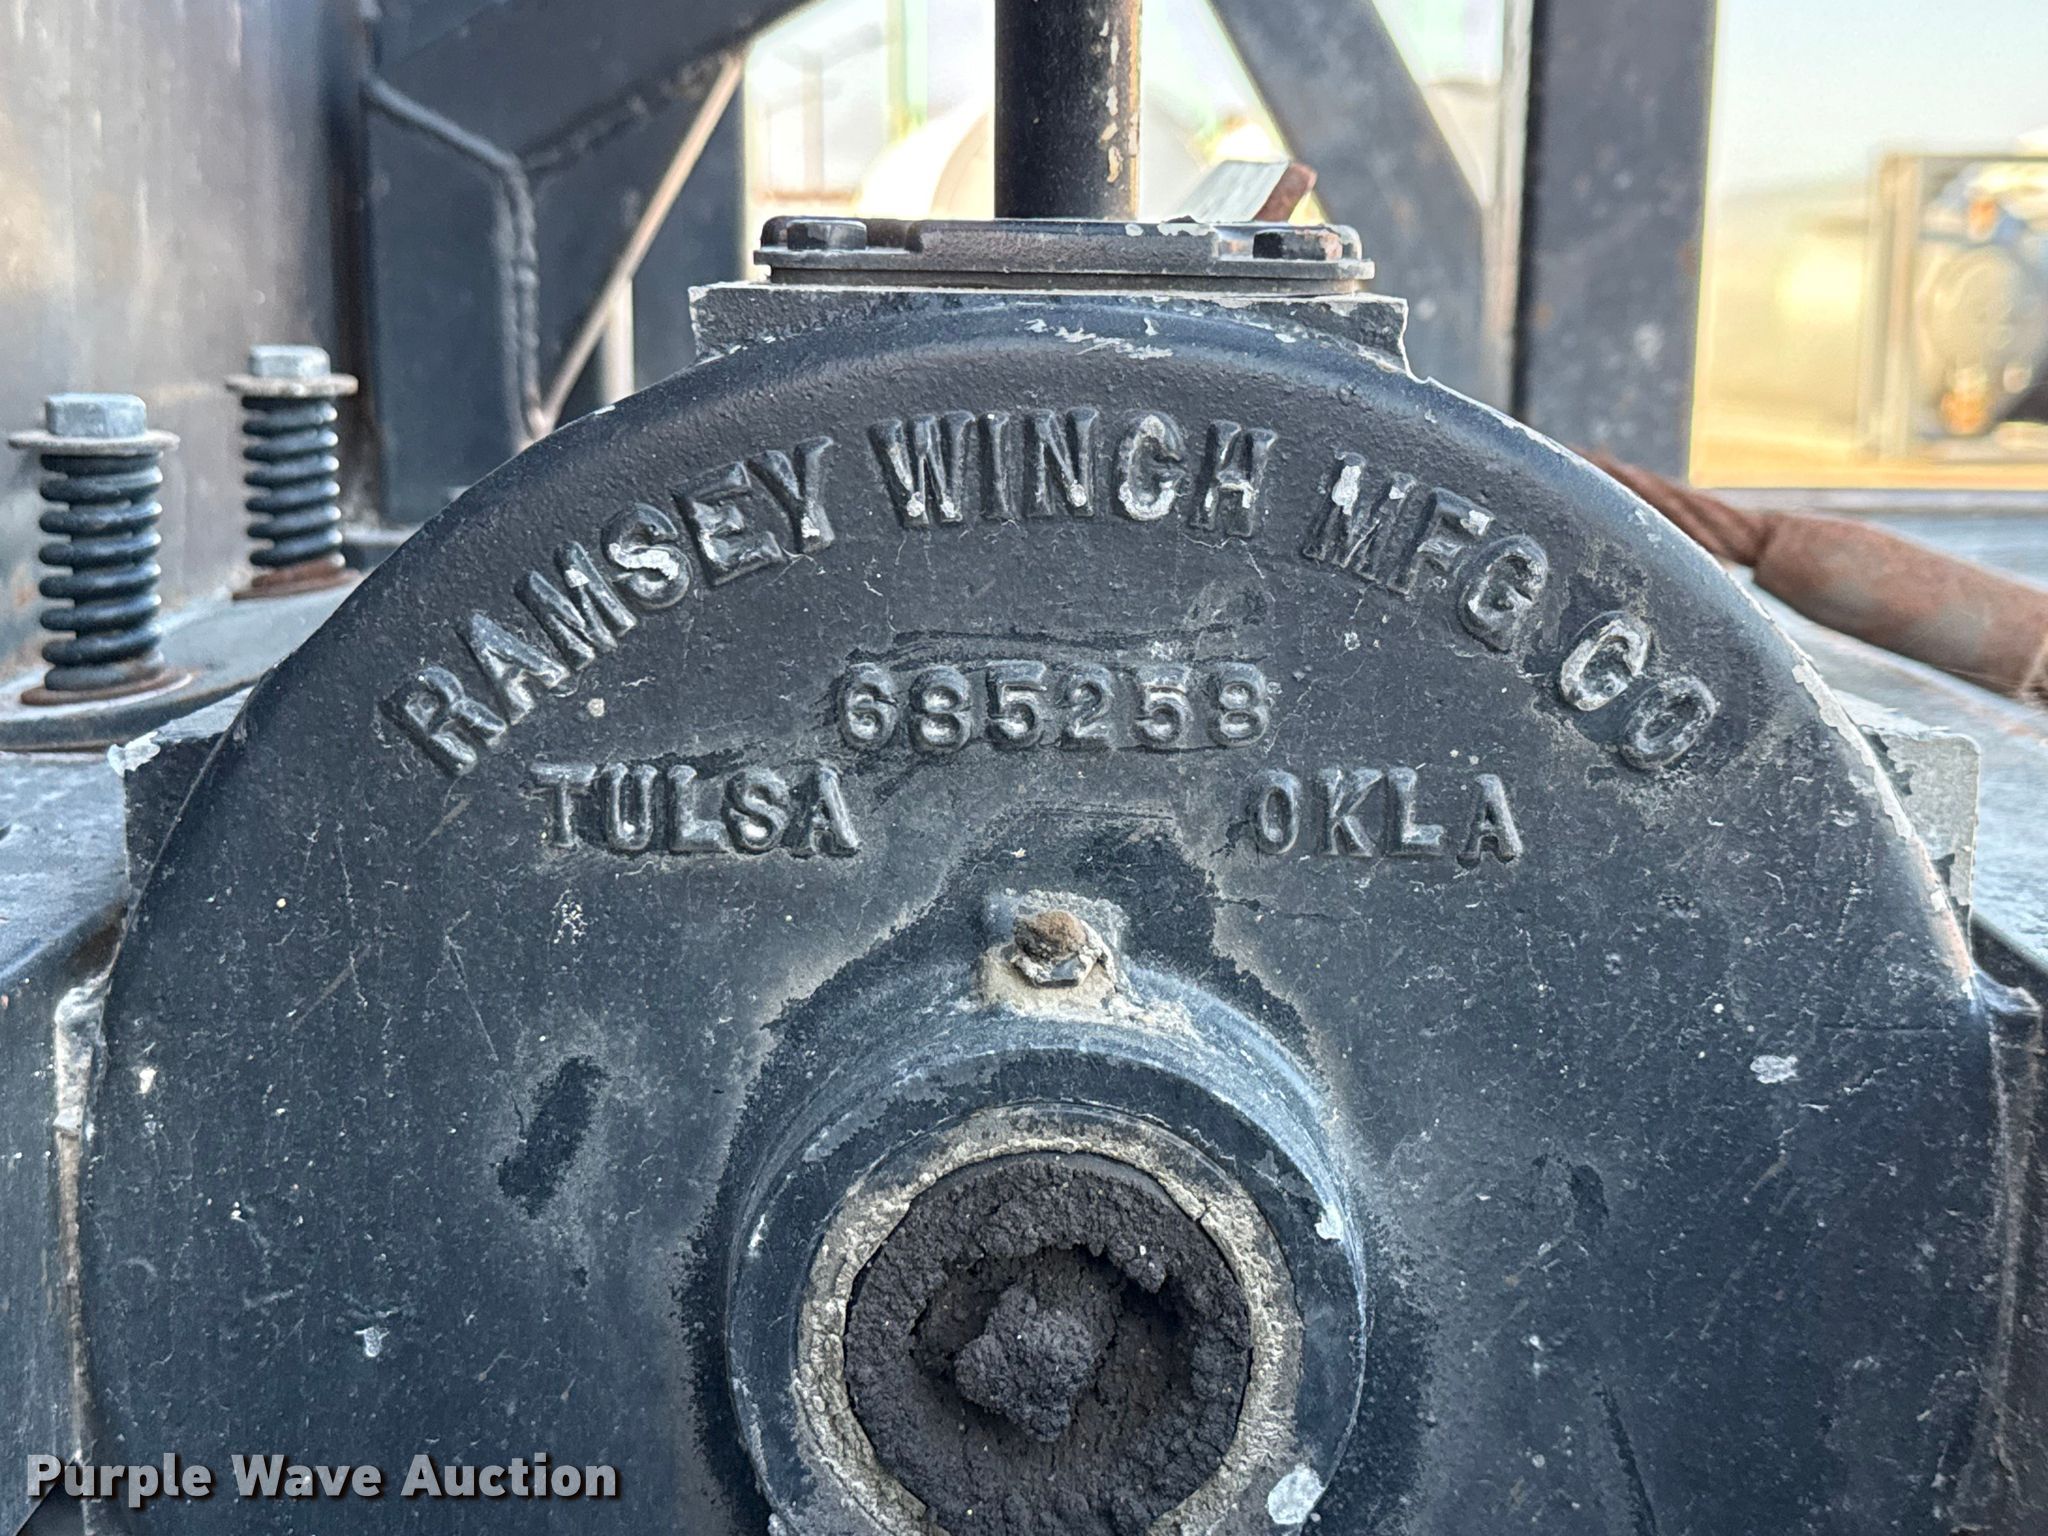 RAMSEY WINCH MFG. CO
685258
TULSA OKLA
Purple Wave Auction